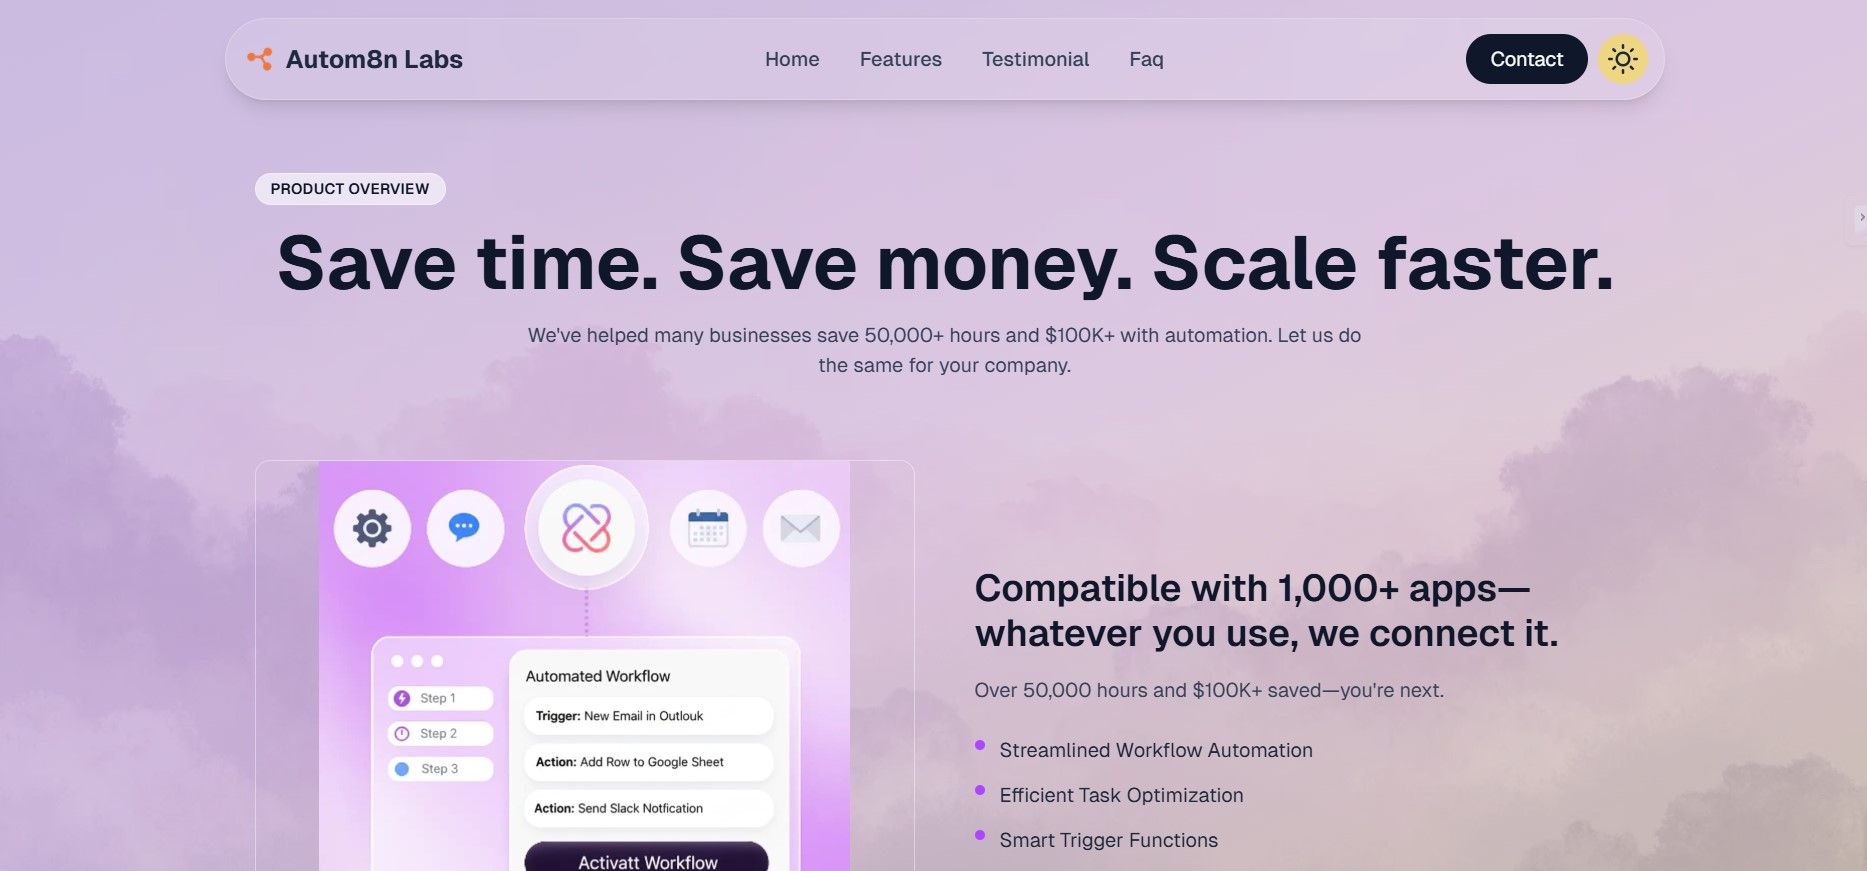 Autom8n Labs
Home
Features
Testimonial
Faq
Contact
PRODUCT OVERVIEW
Save time. Save money. Scale faster.
We've helped many businesses save 50,000+ hours and $100K+ with automation. Let us do
the same for your company.
Automated Workflow
Step 1
Step 2
Step 3
Trigger: New Email in Outlouk
Action: Add Row to Google Sheet
Action: Send Slack Notfication
Activatt Workflow
Compatible with 1,000+ apps—
whatever you use, we connect it.
Over 50,000 hours and $100K+ saved—you're next.
Streamlined Workflow Automation
Efficient Task Optimization
Smart Trigger Functions